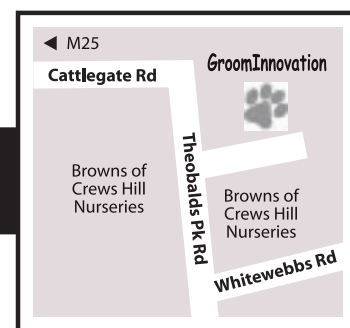 ◀ M25
Cattlegate Rd
GroomInnovation
Theobalds Pk Rd
Browns of
Crews Hill
Nurseries
Browns of
Crews Hill
Nurseries
Whitewebbs Rd